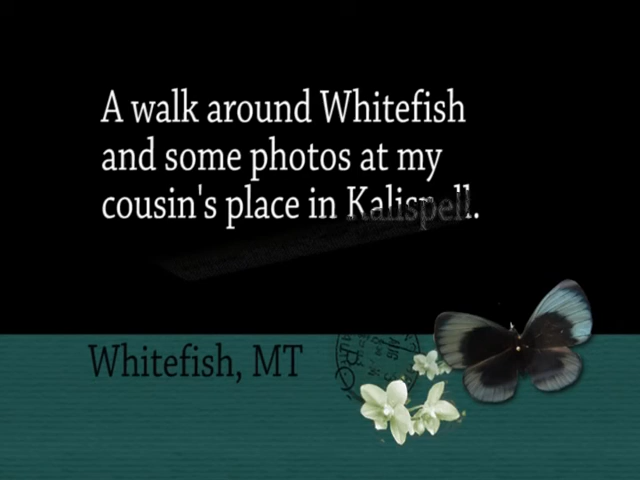 A walk around Whitefish
and some photos at my
cousin's place in Kalispell.
Whitefish, MT